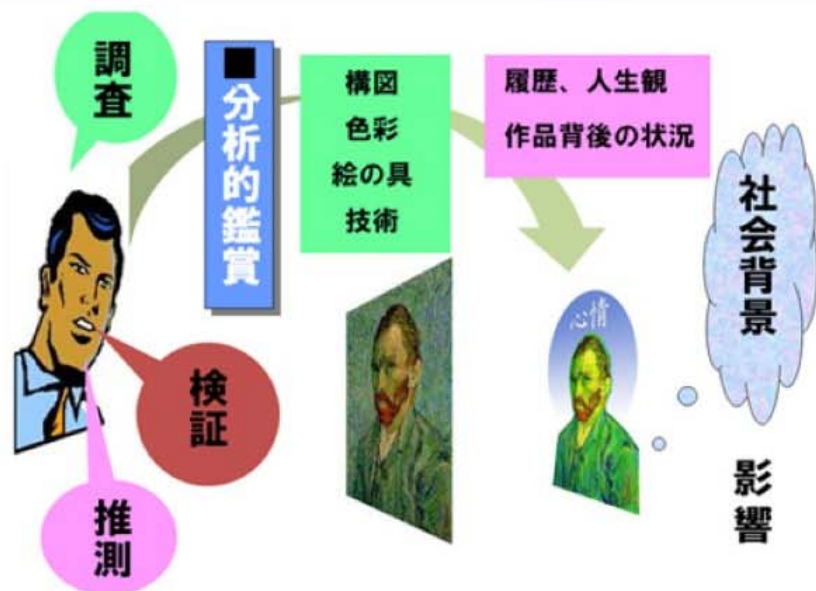 調査
■分析的鑑賞
構図
色彩
絵の具
技術
履歴、人生観
作品背後の状況
社会背景
心情
検証
推測
影響